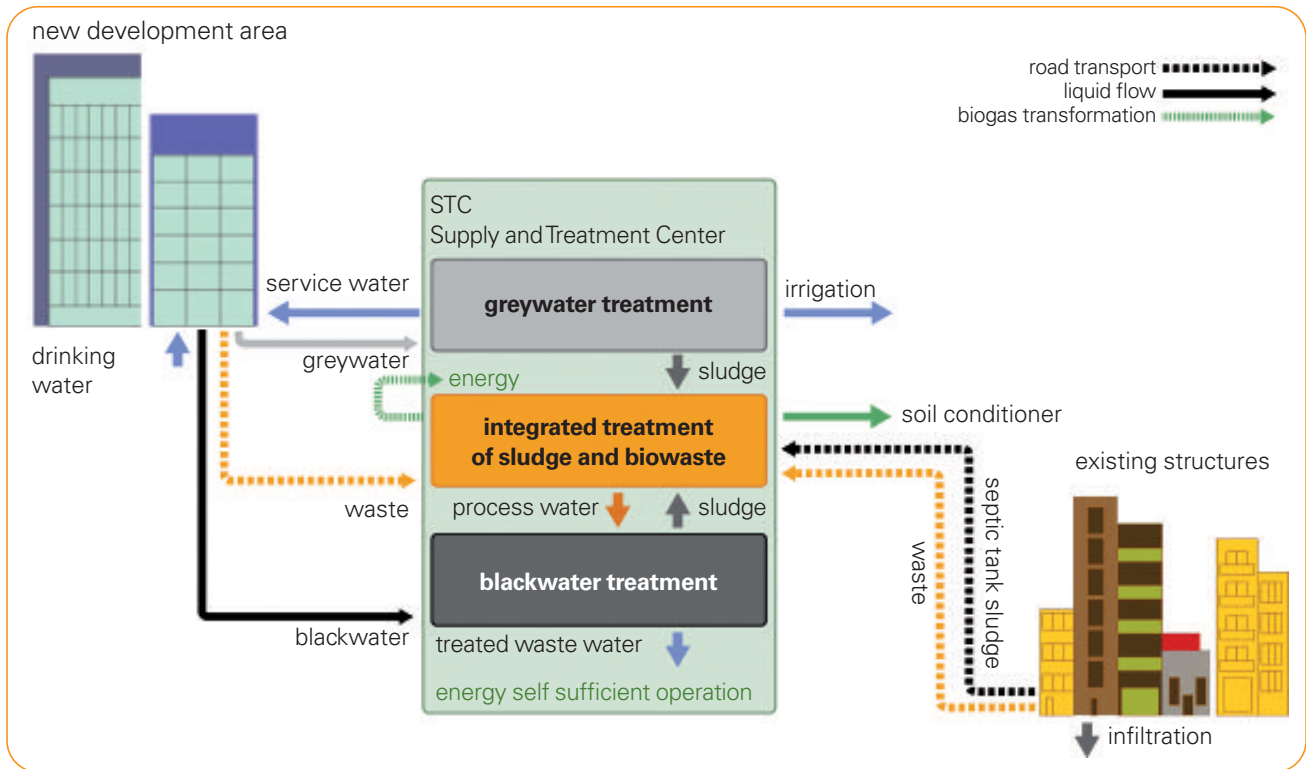 new development area
road transport
liquid flow
biogas transformation
STC
Supply and Treatment Center
service water
greywater treatment
irrigation
drinking
water
greywater
sludge
energy
integrated treatment
of sludge and biowaste
soil conditioner
existing structures
waste
process water
sludge
septic tank sludge
waste
blackwater treatment
blackwater
treated waste water
energy self sufficient operation
infiltration